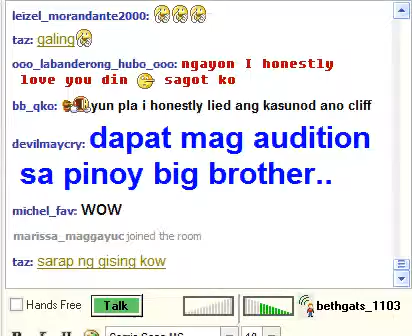 leizel_morandante2000:
taz: galing
ooo_labanderong_hubo_ooo: ngayon I honestly
love you din sagot ko
bb_qko: yun pla i honestly lied ang kasunod ano cliff
devilmaycry: dapat mag audition
sa pinoy big brother..
michel_fav: WOW
marissa_maggayuc joined the room
taz: sarap ng gising kow
Hands Free Talk bethgats_1103